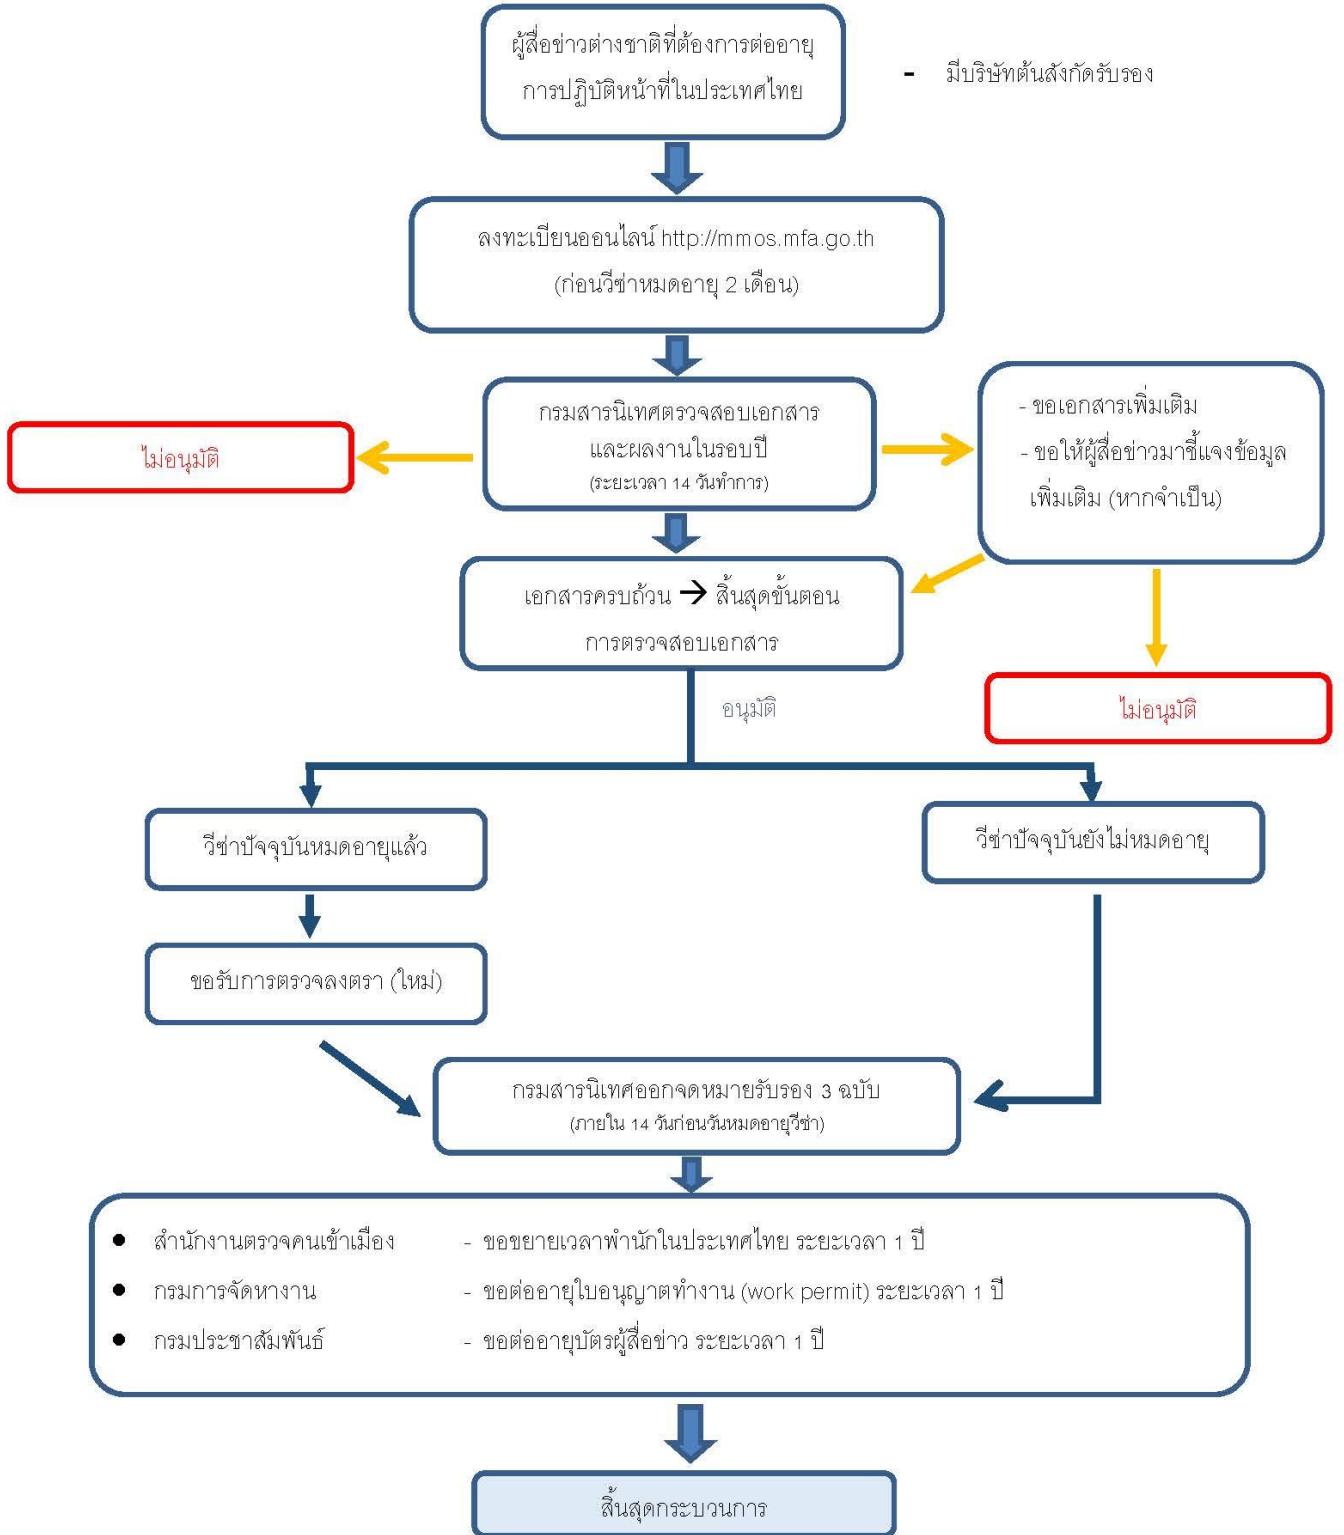 ผู้สื่อข่าวต่างชาติที่ต้องการต่ออายุ
การปฏิบัติหน้าที่ในประเทศไทย
- มีบริษัทต้นสังกัดรับรอง
ลงทะเบียนออนไลน์ http://mmos.mfa.go.th
(ก่อนวีซ่าหมดอายุ 2 เดือน)
กรมสารนิเทศตรวจสอบเอกสาร
และผลงานในรอบปี
(ระยะเวลา 14 วันทำการ)
ไม่อนุมัติ
- ขอเอกสารเพิ่มเติม
- ขอให้ผู้สื่อข่าวมาชี้แจงข้อมูล
เพิ่มเติม (หากจำเป็น)
เอกสารครบถ้วน → สิ้นสุดขั้นตอน
การตรวจสอบเอกสาร
ไม่อนุมัติ
อนุมัติ
วีซ่าปัจจุบันหมดอายุแล้ว
วีซ่าปัจจุบันยังไม่หมดอายุ
ขอรับการตรวจลงตรา (ใหม่)
กรมสารนิเทศออกจดหมายรับรอง 3 ฉบับ
(ภายใน 14 วันก่อนวันหมดอายุวีซ่า)
● สำนักงานตรวจคนเข้าเมือง - ขอขยายเวลาพำนักในประเทศไทย ระยะเวลา 1 ปี
● กรมการจัดหางาน - ขอต่ออายุใบอนุญาตทำงาน (work permit) ระยะเวลา 1 ปี
● กรมประชาสัมพันธ์ - ขอต่ออายุบัตรผู้สื่อข่าว ระยะเวลา 1 ปี
สิ้นสุดกระบวนการ